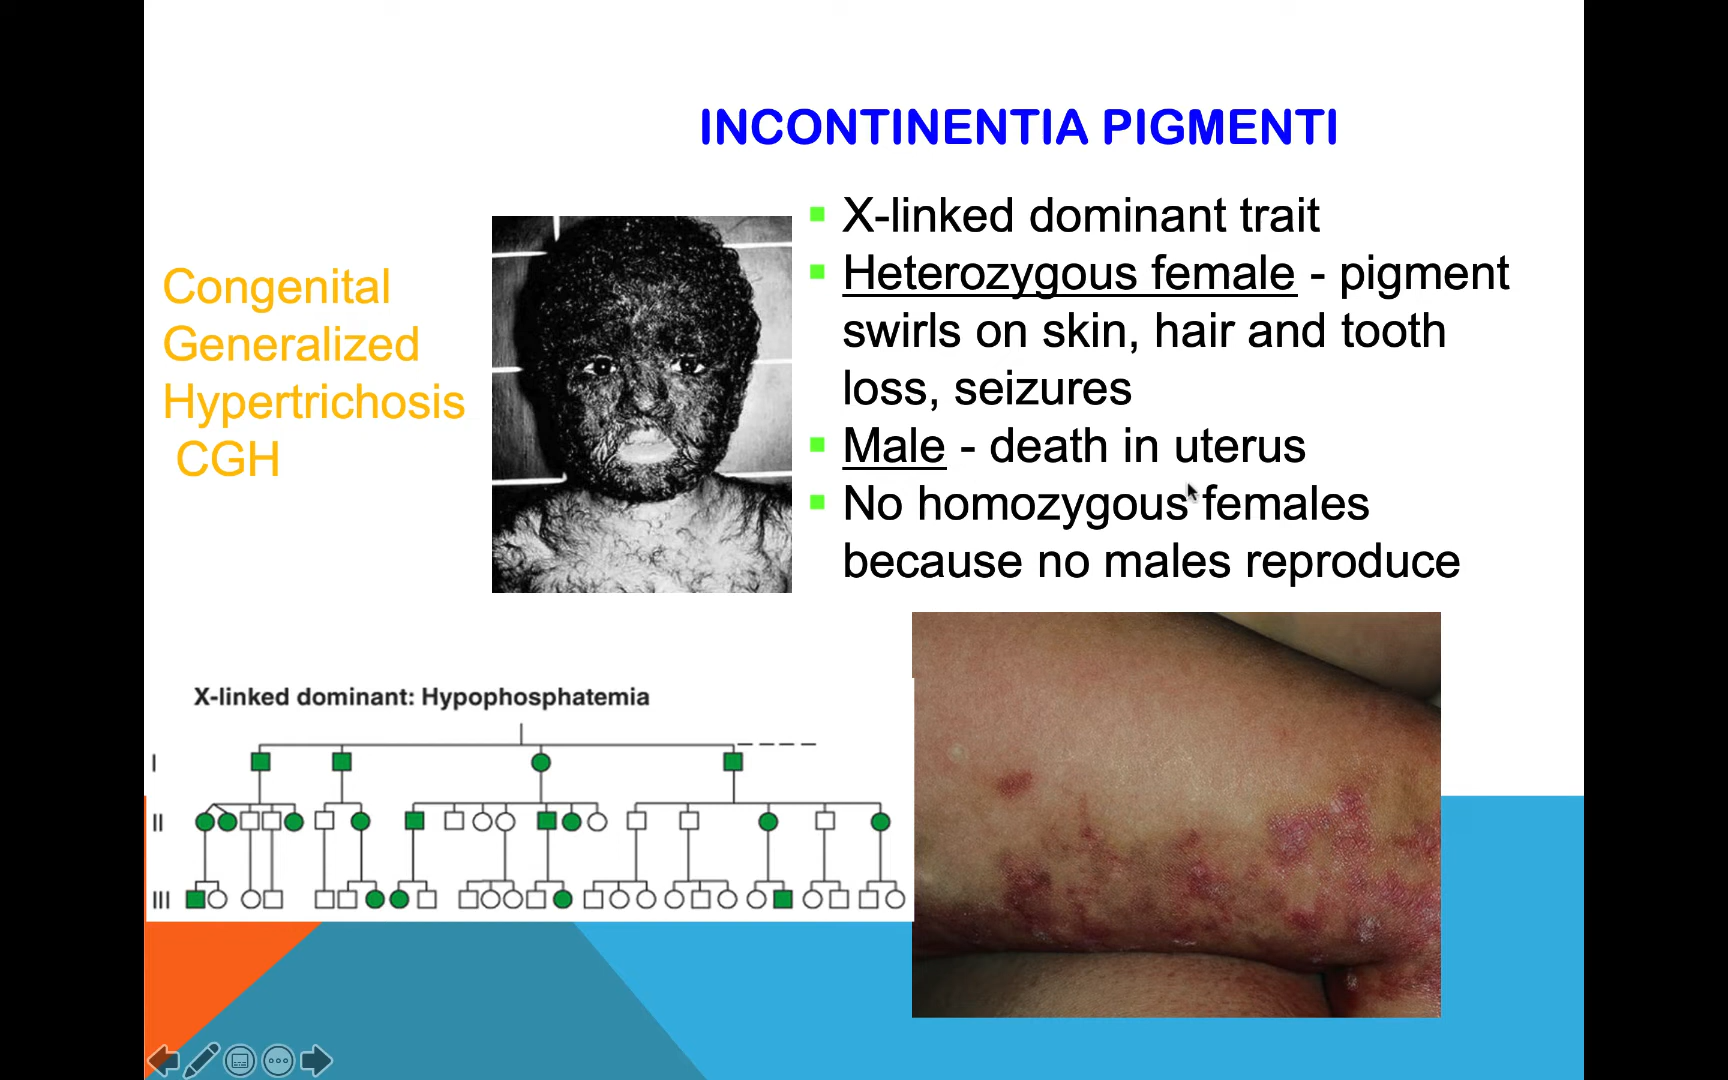 INCONTINENTIA PIGMENTI
Congenital
Generalized
Hypertrichosis
CGH
X-linked dominant trait
Heterozygous female - pigment
swirls on skin, hair and tooth
loss, seizures
Male - death in uterus
No homozygous females
because no males reproduce
X-linked dominant: Hypophosphatemia
I
II
III